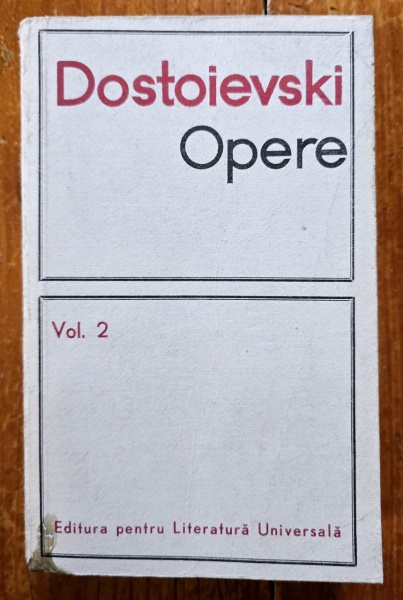 Dostoievski
Opere
Vol. 2
Editura pentru Literatură Universală